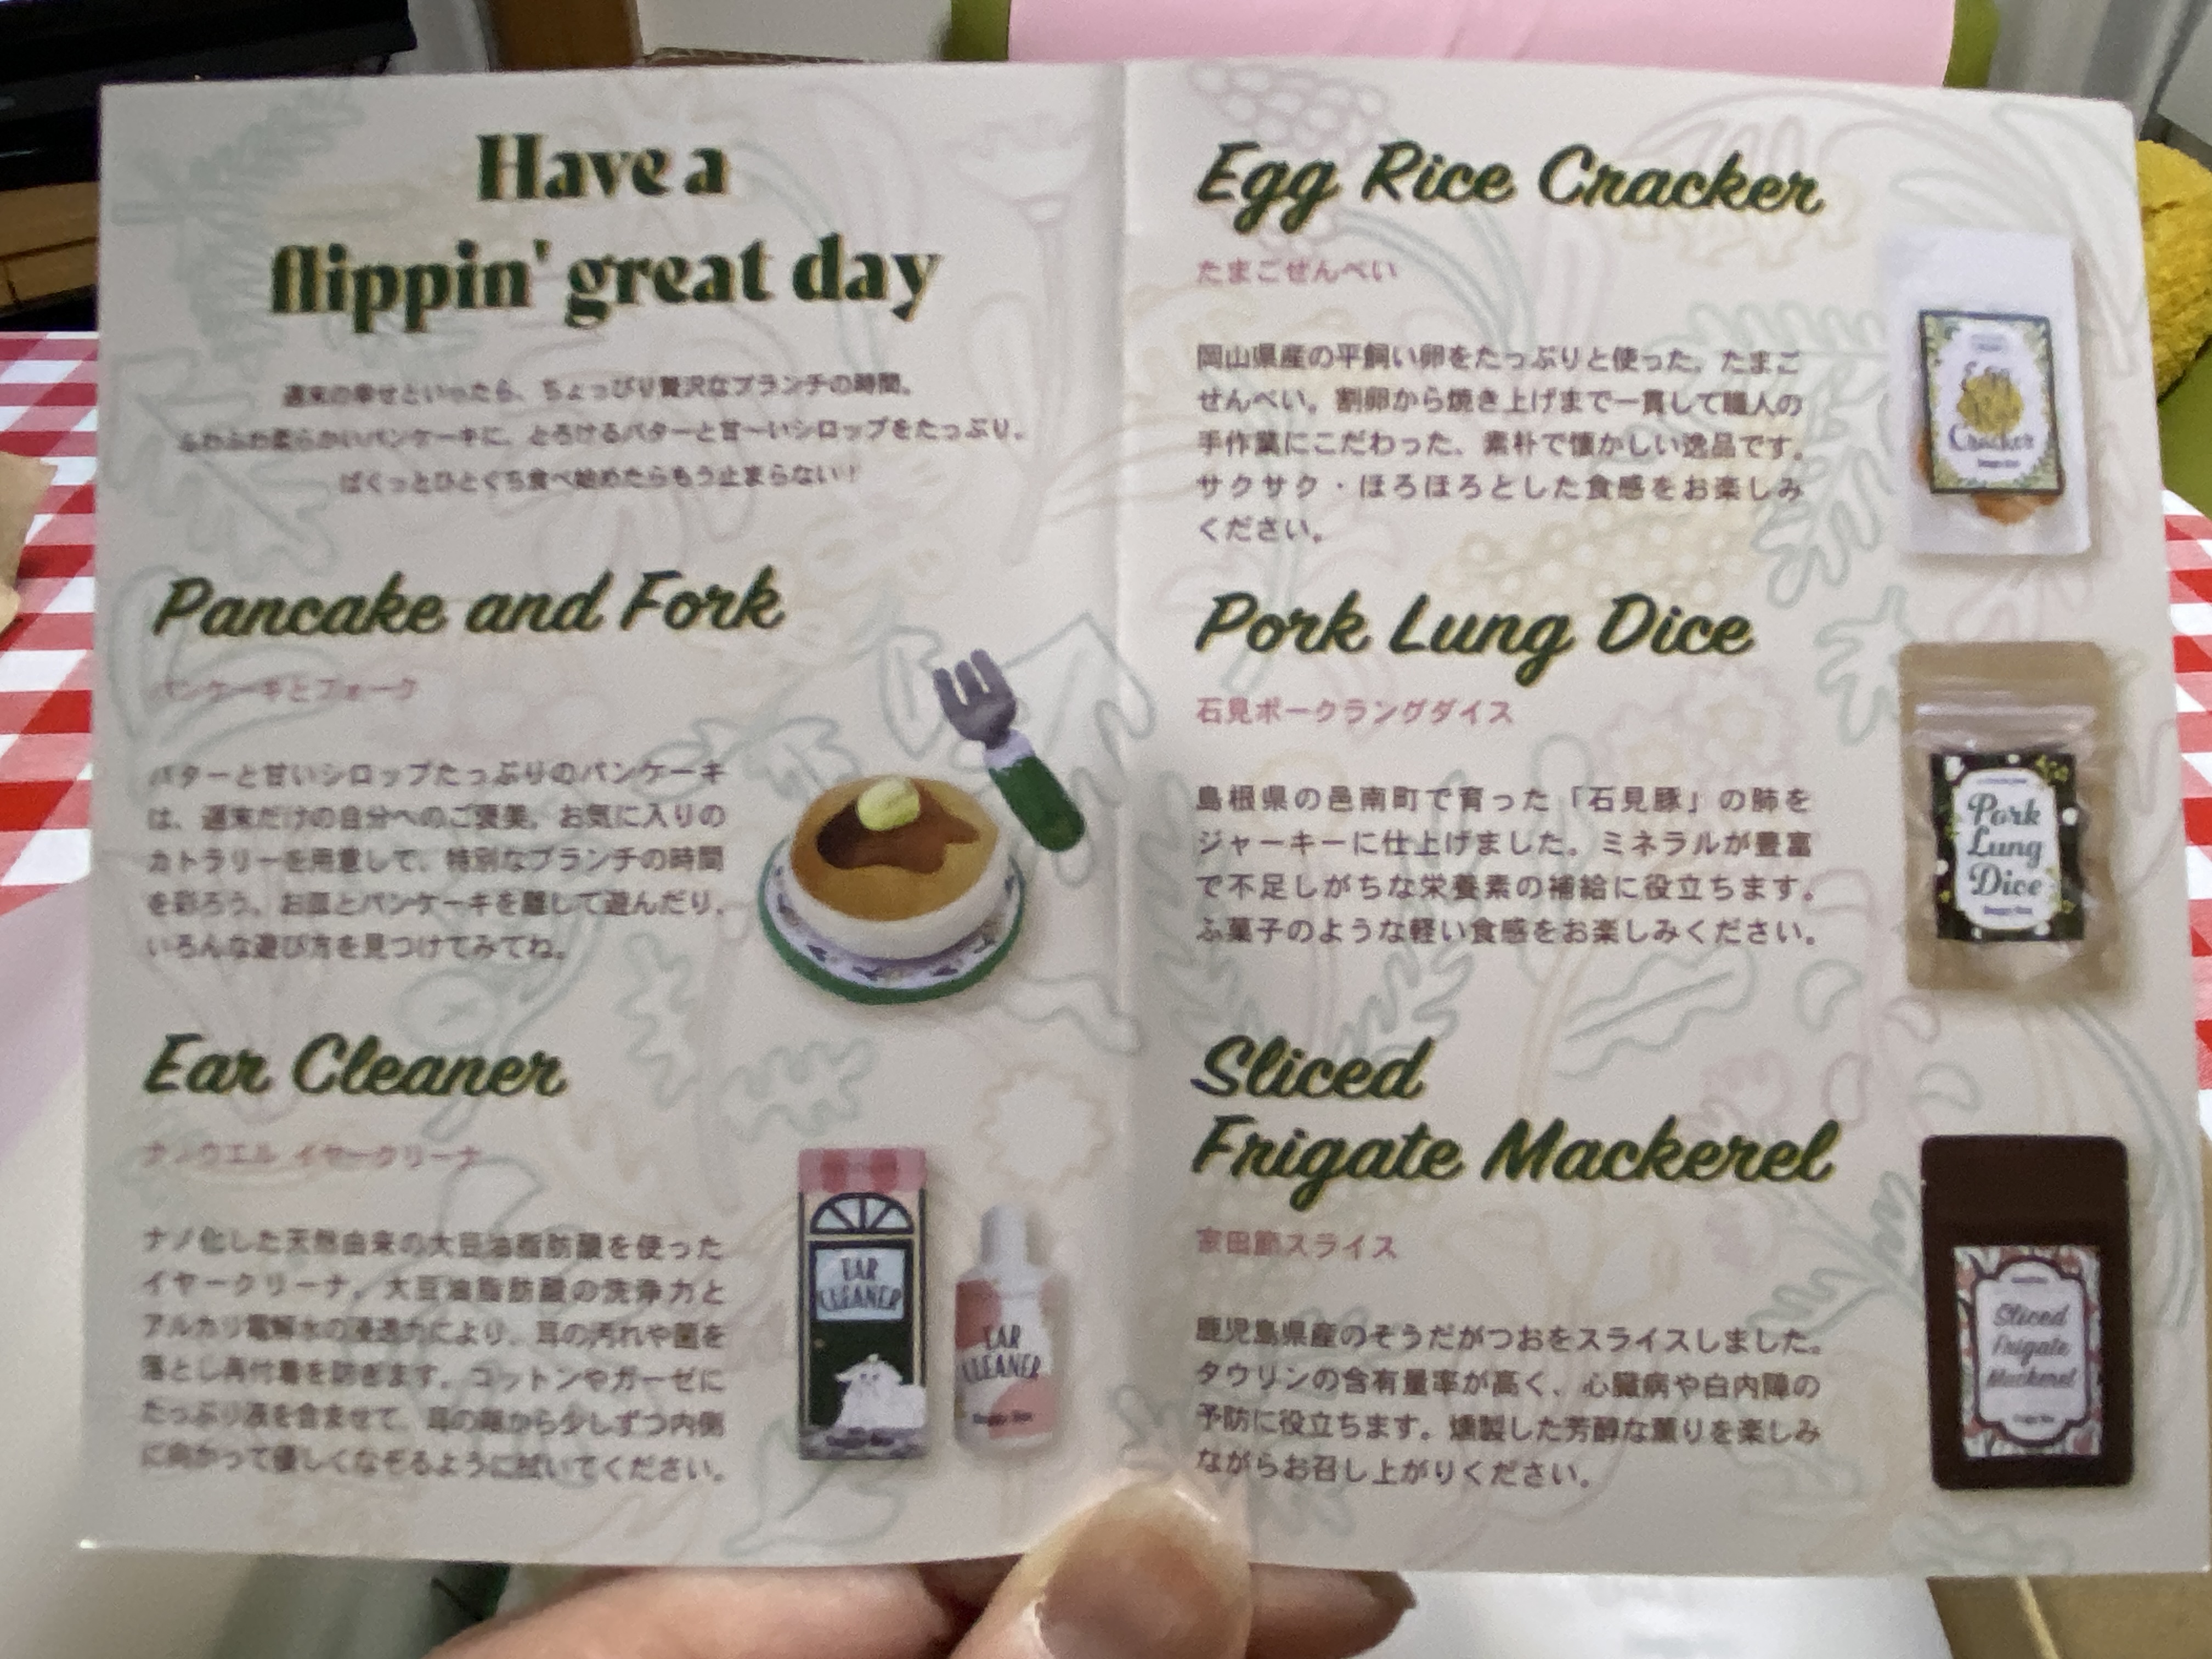 Have a
flippin' great day
週末の幸せといったら、ちょっぴり贅沢なブランチの時間。
ふわふわ柔らかいパンケーキに、とろけるバターと甘〜いシロップをたっぷり。
ぱくっとひとくち食べ始めたらもう止まらない！
Pancake and Fork
パンケーキとフォーク
バターと甘いシロップたっぷりのパンケーキ
は、週末だけの自分へのご褒美。お気に入りの
カトラリーを用意して、特別なブランチの時間
を彩ろう。お皿とパンケーキを離して遊んだり、
いろんな遊び方を見つけてみてね。
Ear Cleaner
ナノウエル イヤークリーナ
ナノ化した天然由来の大豆油脂肪酸を使った
イヤークリーナ。大豆油脂肪酸の洗浄力と
アルカリ電解水の浸透力により、耳の汚れや菌を
落とし再付着を防ぎます。コットンやガーゼに
たっぷり液を含ませて、耳の縁から少しずつ内側
に向かって優しくなぞるように拭いてください。
EAR
CLEANER
EAR
CLEANER
Egg Rice Cracker
たまごせんべい
岡山県産の平飼い卵をたっぷりと使った、たまご
せんべい。割卵から焼き上げまで一貫して職人の
手作業にこだわった、素朴で懐かしい逸品です。
サクサク・ほろほろとした食感をお楽しみ
ください。
Egg
Rice
Cracker
Pork Lung Dice
石見ポークラングダイス
島根県の邑南町で育った「石見豚」の肺を
ジャーキーに仕上げました。ミネラルが豊富
で不足しがちな栄養素の補給に役立ちます。
ふ菓子のような軽い食感をお楽しみください。
Pork
Lung
Dice
Sliced
Frigate Mackerel
宗田節スライス
鹿児島県産のそうだがつおをスライスしました。
タウリンの含有量率が高く、心臓病や白内障の
予防に役立ちます。燻製した芳醇な薫りを楽しみ
ながらお召し上がりください。
Sliced
Frigate
Mackerel